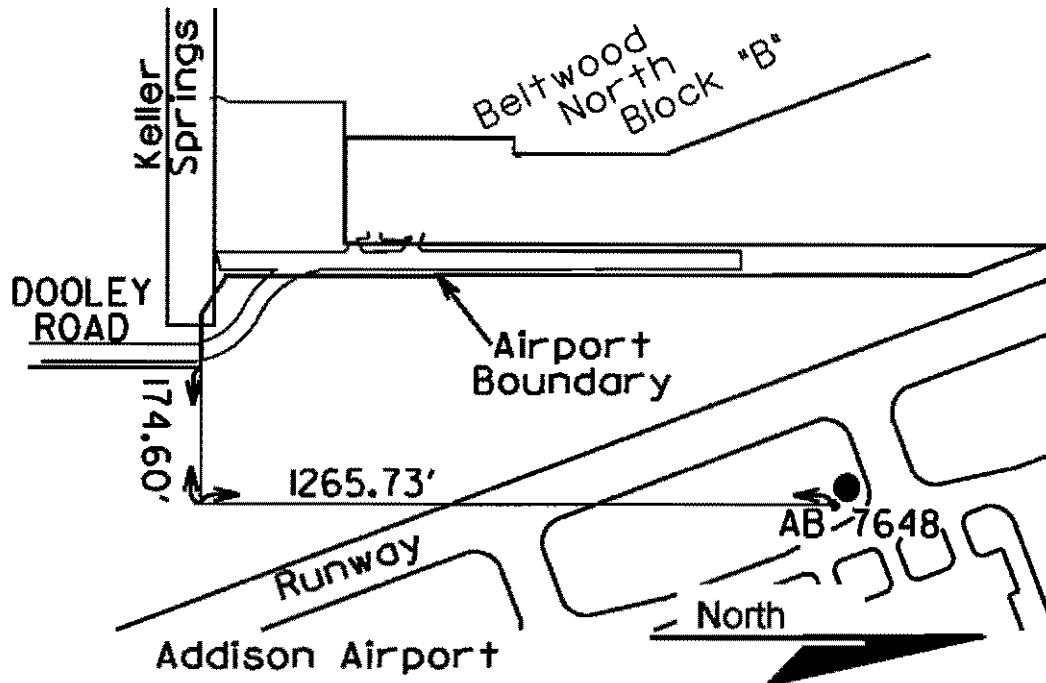 Keller
Springs
Beltwood
North
Block "B"
DOOLEY
ROAD
Airport
Boundary
174.60'
1265.73'
AB 7648
Runway
North
Addison Airport